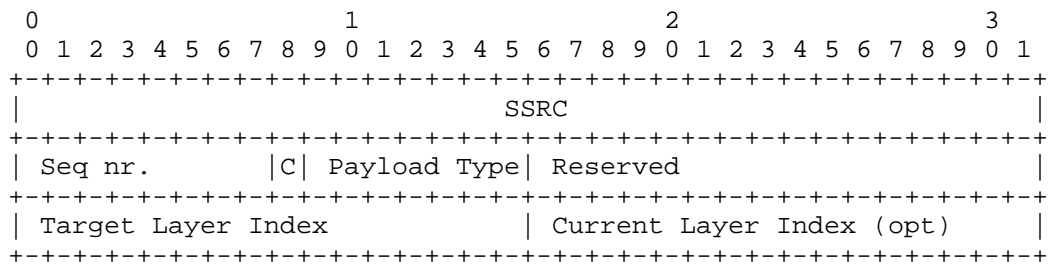 0                   1                   2                   3
 0 1 2 3 4 5 6 7 8 9 0 1 2 3 4 5 6 7 8 9 0 1 2 3 4 5 6 7 8 9 0 1
+-+-+-+-+-+-+-+-+-+-+-+-+-+-+-+-+-+-+-+-+-+-+-+-+-+-+-+-+-+-+-+-+
|                              SSRC                             |
+-+-+-+-+-+-+-+-+-+-+-+-+-+-+-+-+-+-+-+-+-+-+-+-+-+-+-+-+-+-+-+-+
| Seq nr.       |C| Payload Type| Reserved                      |
+-+-+-+-+-+-+-+-+-+-+-+-+-+-+-+-+-+-+-+-+-+-+-+-+-+-+-+-+-+-+-+-+
| Target Layer Index            | Current Layer Index (opt)     |
+-+-+-+-+-+-+-+-+-+-+-+-+-+-+-+-+-+-+-+-+-+-+-+-+-+-+-+-+-+-+-+-+